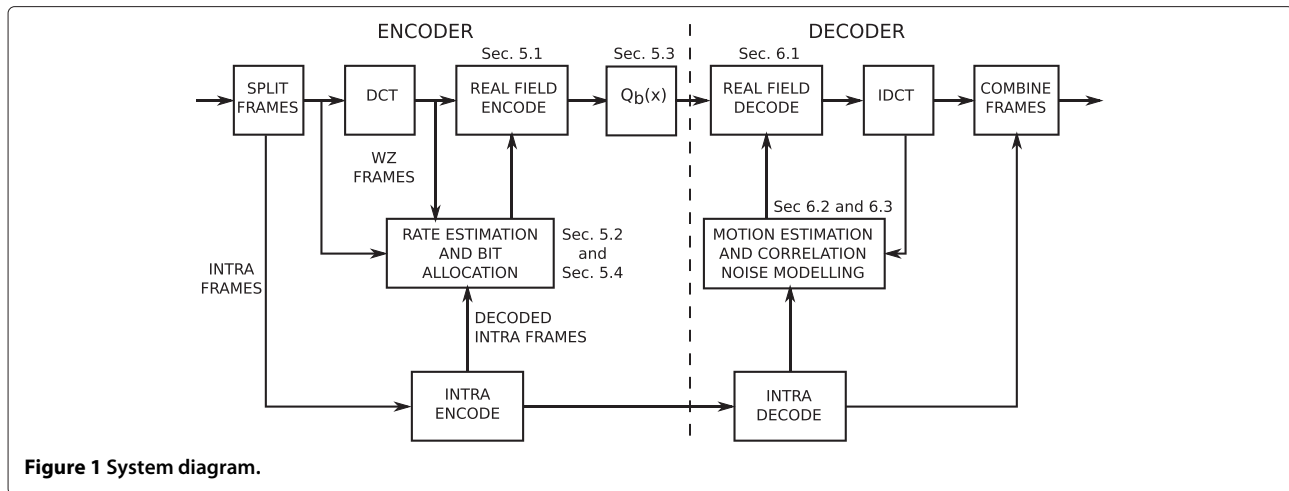 ENCODER
DECODER
Sec. 5.1
Sec. 5.3
Sec. 6.1
SPLIT
FRAMES
DCT
REAL FIELD
ENCODE
Qb(x)
REAL FIELD
DECODE
IDCT
COMBINE
FRAMES
WZ
FRAMES
Sec 6.2 and 6.3
RATE ESTIMATION
AND BIT
ALLOCATION
Sec. 5.2
and
Sec. 5.4
MOTION ESTIMATION
AND CORRELATION
NOISE MODELLING
INTRA
FRAMES
DECODED
INTRA FRAMES
INTRA
ENCODE
INTRA
DECODE
Figure 1 System diagram.